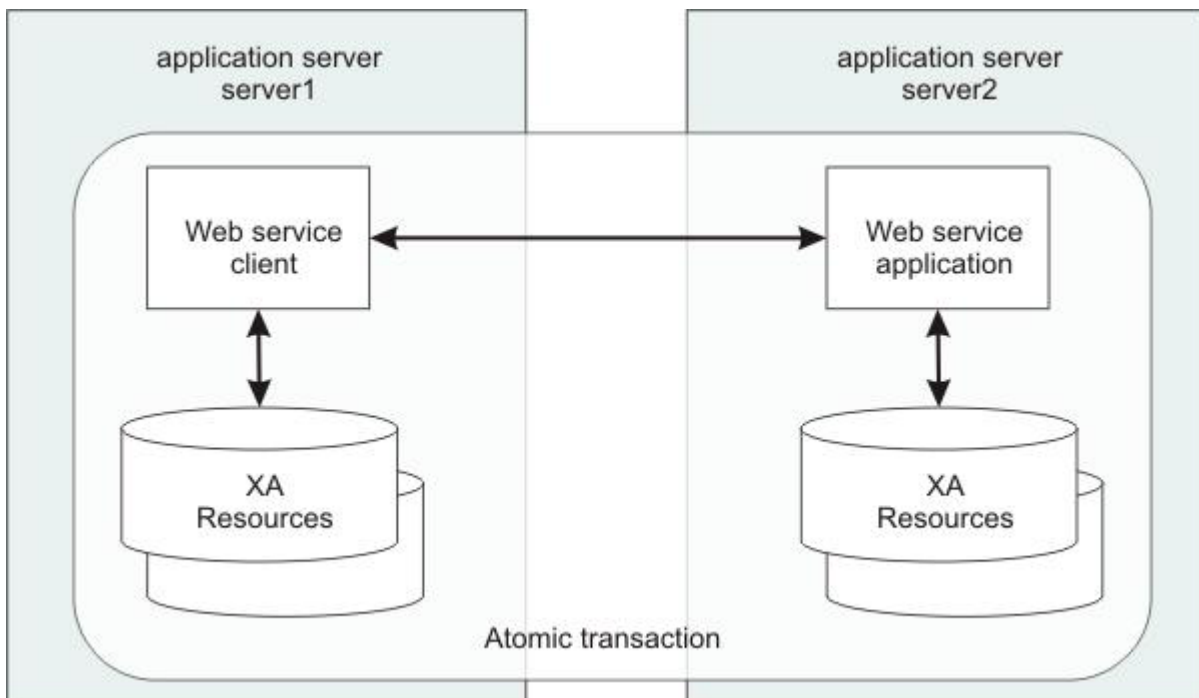 application server
server1
application server
server2
Web service
client
Web service
application
XA
Resources
XA
Resources
Atomic transaction